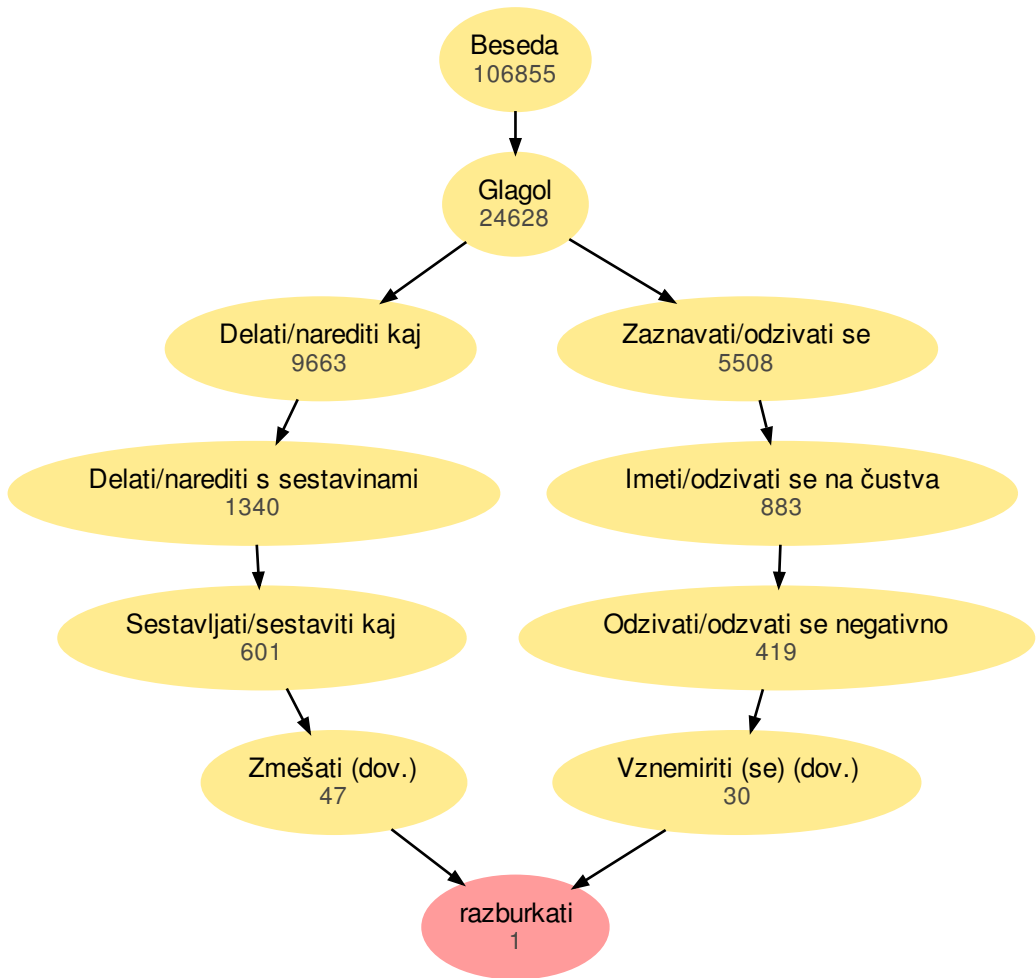 Beseda
106855
Glagol
24628
Delati/narediti kaj
9663
Zaznavati/odzivati se
5508
Delati/narediti s sestavinami
1340
Imeti/odzivati se na čustva
883
Sestavljati/sestaviti kaj
601
Odzivati/odzvati se negativno
419
Zmešati (dov.)
47
Vznemiriti (se) (dov.)
30
razburkati
1